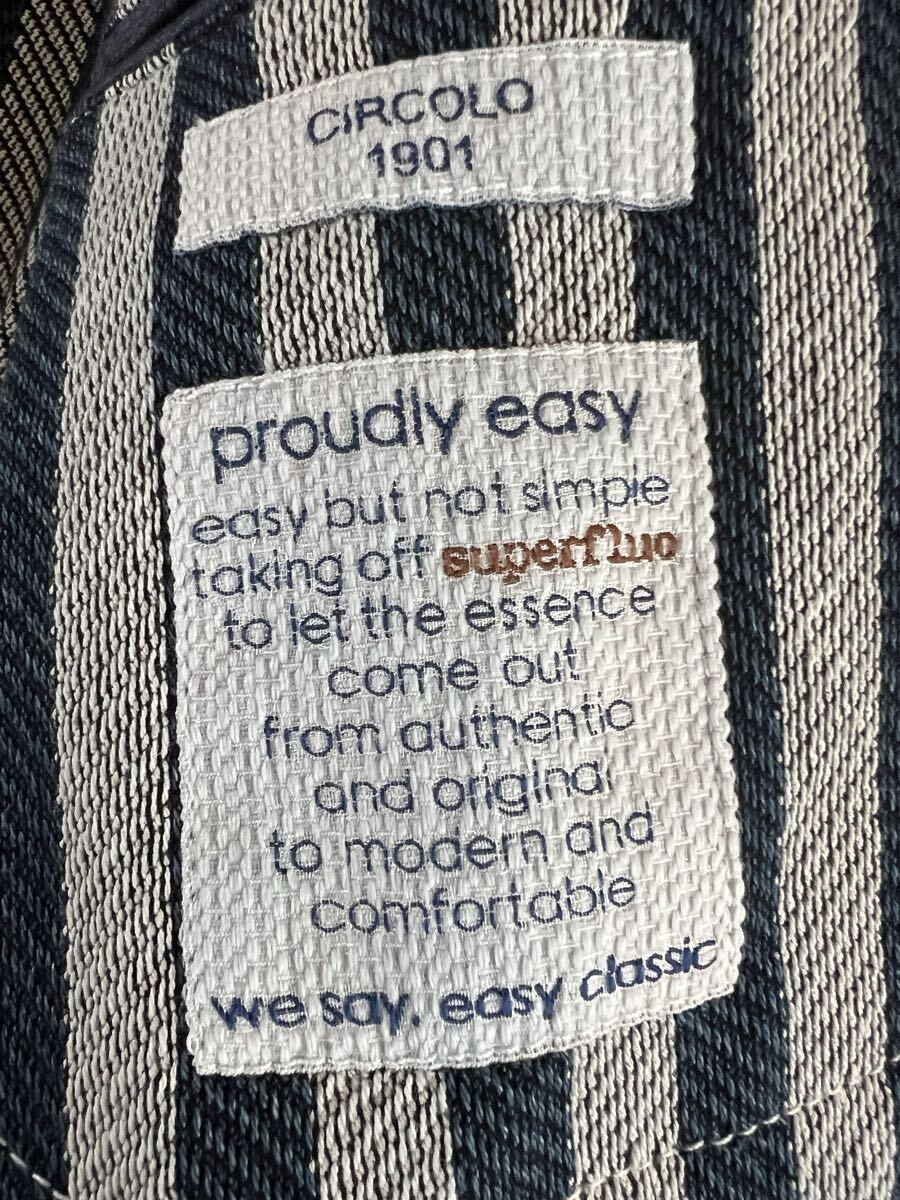 CIRCOLO
1901
proudly easy
easy but not simple
taking off superfluo
to let the essence
come out
from authentic
and original
to modern and
comfortable
we say. easy classic